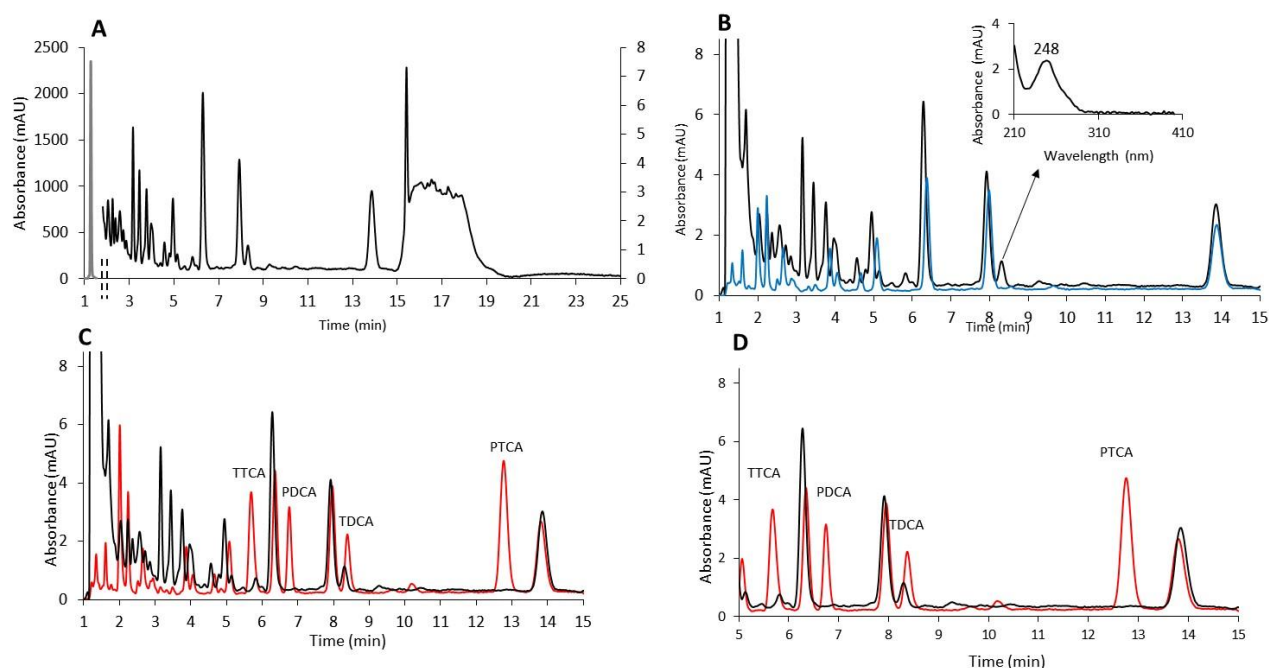 A
2500
2000
1500
1000
500
0
Absorbance (mAU)
8
7
6
5
4
3
2
1
0
1 3 5 7 9 11 13 15 17 19 21 23 25
Time (min)
B
8
6
4
2
0
Absorbance (mAU)
1 2 3 4 5 6 7 8 9 10 11 12 13 14 15
Time (min)
4
2
0
Absorbance (mAU)
248
210 310 410
Wavelength (nm)
C
8
6
4
2
0
Absorbance (mAU)
TTCA
PDCA
TDCA
PTCA
1 2 3 4 5 6 7 8 9 10 11 12 13 14 15
Time (min)
D
8
6
4
2
0
Absorbance (mAU)
TTCA
PDCA
TDCA
PTCA
5 6 7 8 9 10 11 12 13 14 15
Time (min)